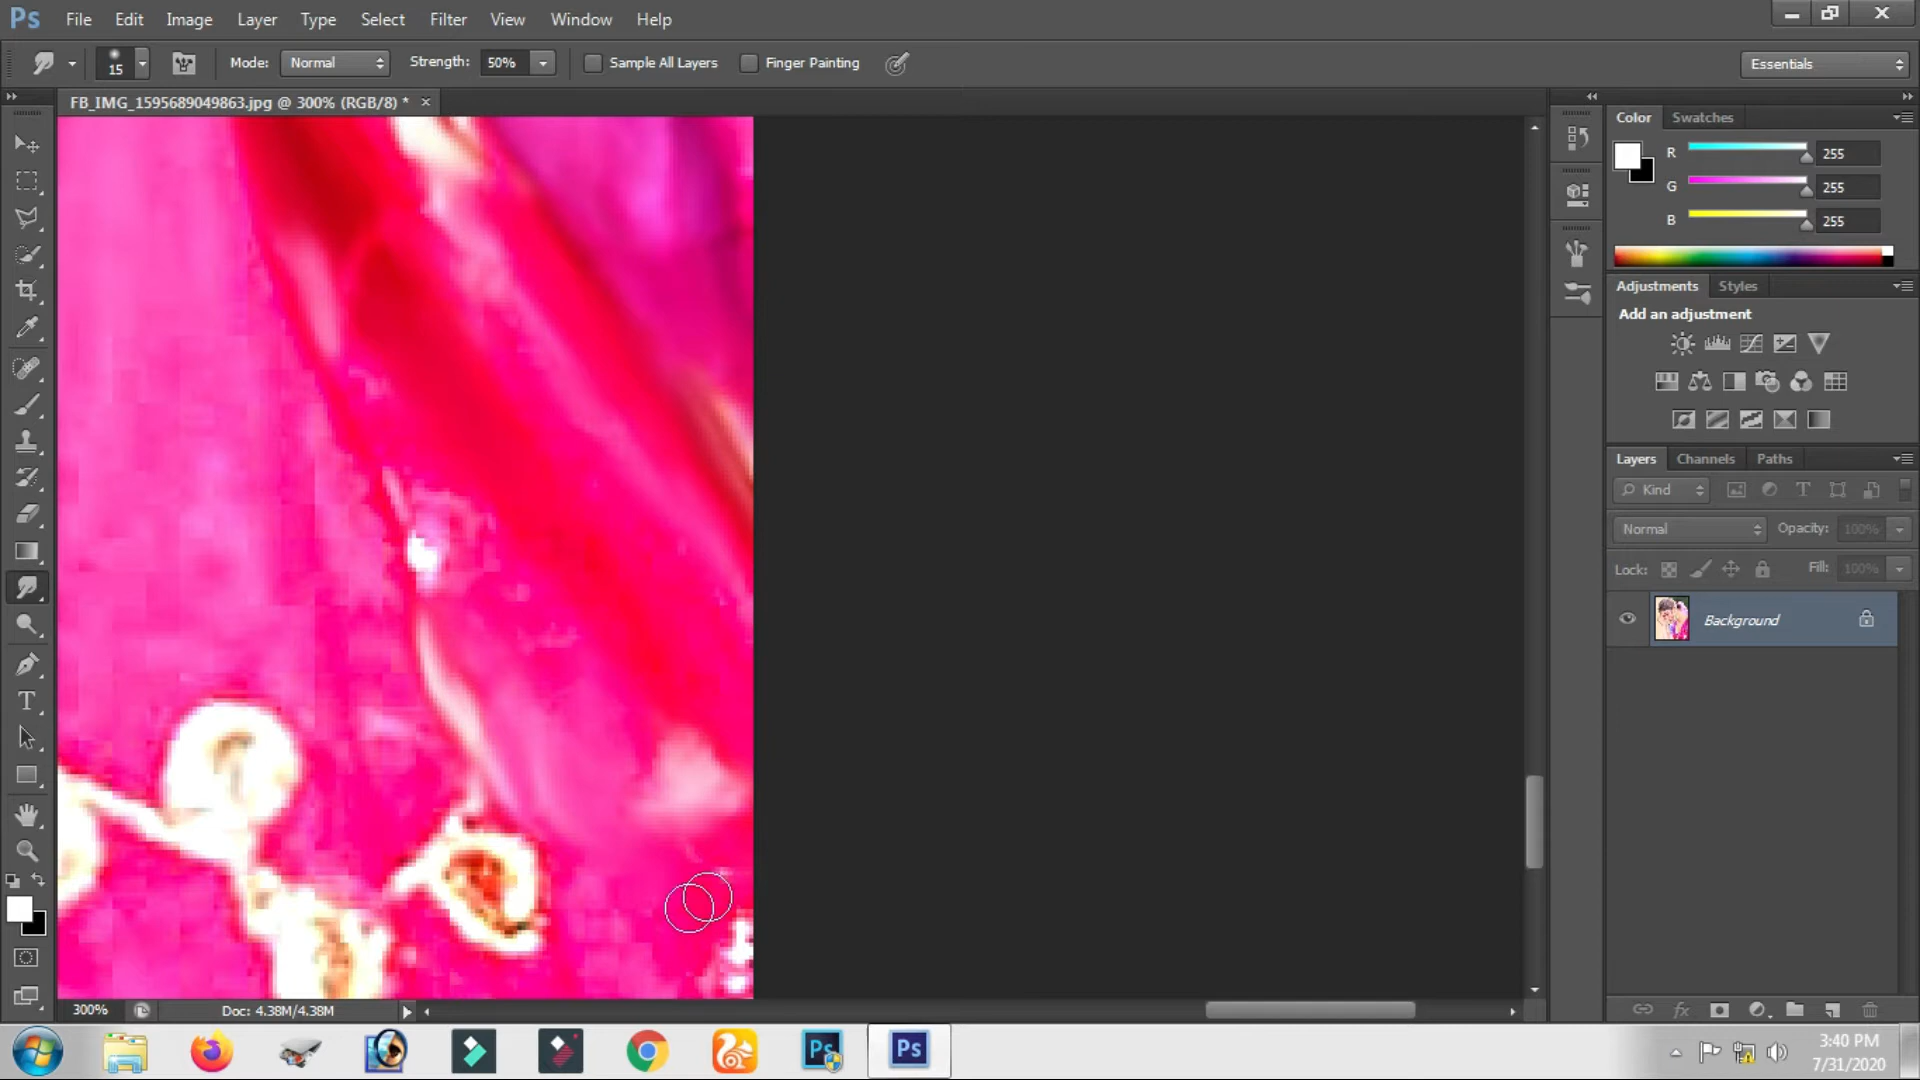 Ps File Edit Image Layer Type Select Filter View Window Help
15 Mode: Normal Strength: 50% Sample All Layers Finger Painting Essentials
FB_IMG_1595689049863.jpg @ 300% (RGB/8) * ×
Color Swatches
R 255
G 255
B 255
Adjustments Styles
Add an adjustment
Layers Channels Paths
Kind
Normal Opacity: 100%
Lock: Fill: 100%
Background
300% Doc: 4.38M/4.38M
Ps Ps
3:40 PM
7/31/2020